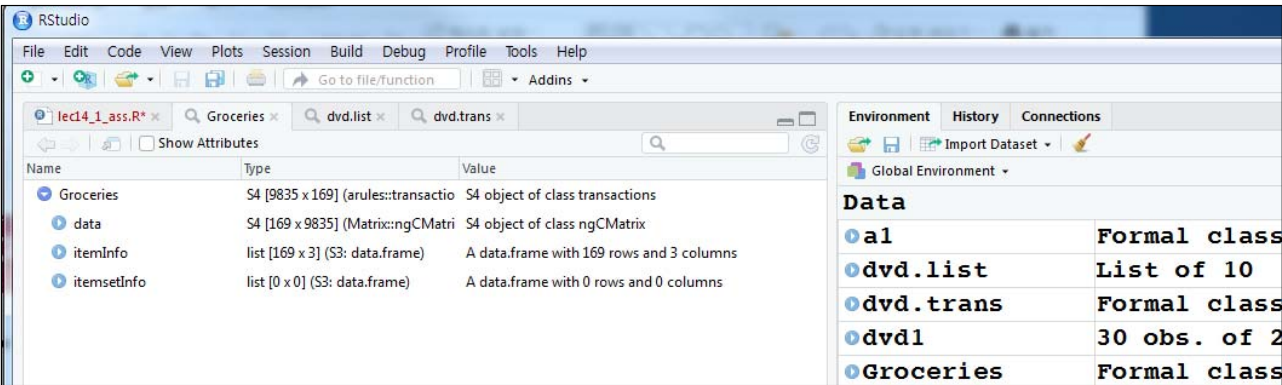 RStudio
File Edit Code View Plots Session Build Debug Profile Tools Help
Go to file/function Addins
lec14_1_ass.R* Groceries dvd.list dvd.trans
Show Attributes
Name Type Value
Groceries S4 [9835 x 169] (arules::transactio S4 object of class transactions
data S4 [169 x 9835] (Matrix::ngCMatri S4 object of class ngCMatrix
itemInfo list [169 x 3] (S3: data.frame) A data.frame with 169 rows and 3 columns
itemsetInfo list [0 x 0] (S3: data.frame) A data.frame with 0 rows and 0 columns
Environment History Connections
Import Dataset
Global Environment
Data
a1 Formal class
dvd.list List of 10
dvd.trans Formal class
dvd1 30 obs. of 2
Groceries Formal class